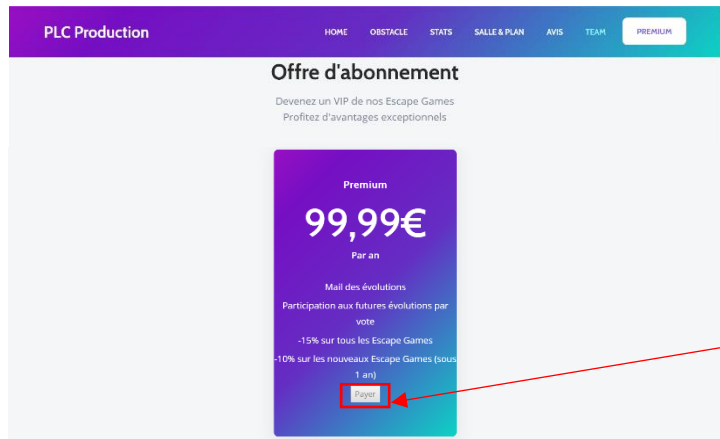 PLC Production
HOME OBSTACLE STATS SALLE & PLAN AVIS TEAM PREMIUM
Offre d'abonnement
Devenez un VIP de nos Escape Games
Profitez d'avantages exceptionnels
Premium
99,99€
Par an
Mail des évolutions
Participation aux futures évolutions par
vote
-15% sur tous les Escape Games
-10% sur les nouveaux Escape Games (sous
1 an)
Payer